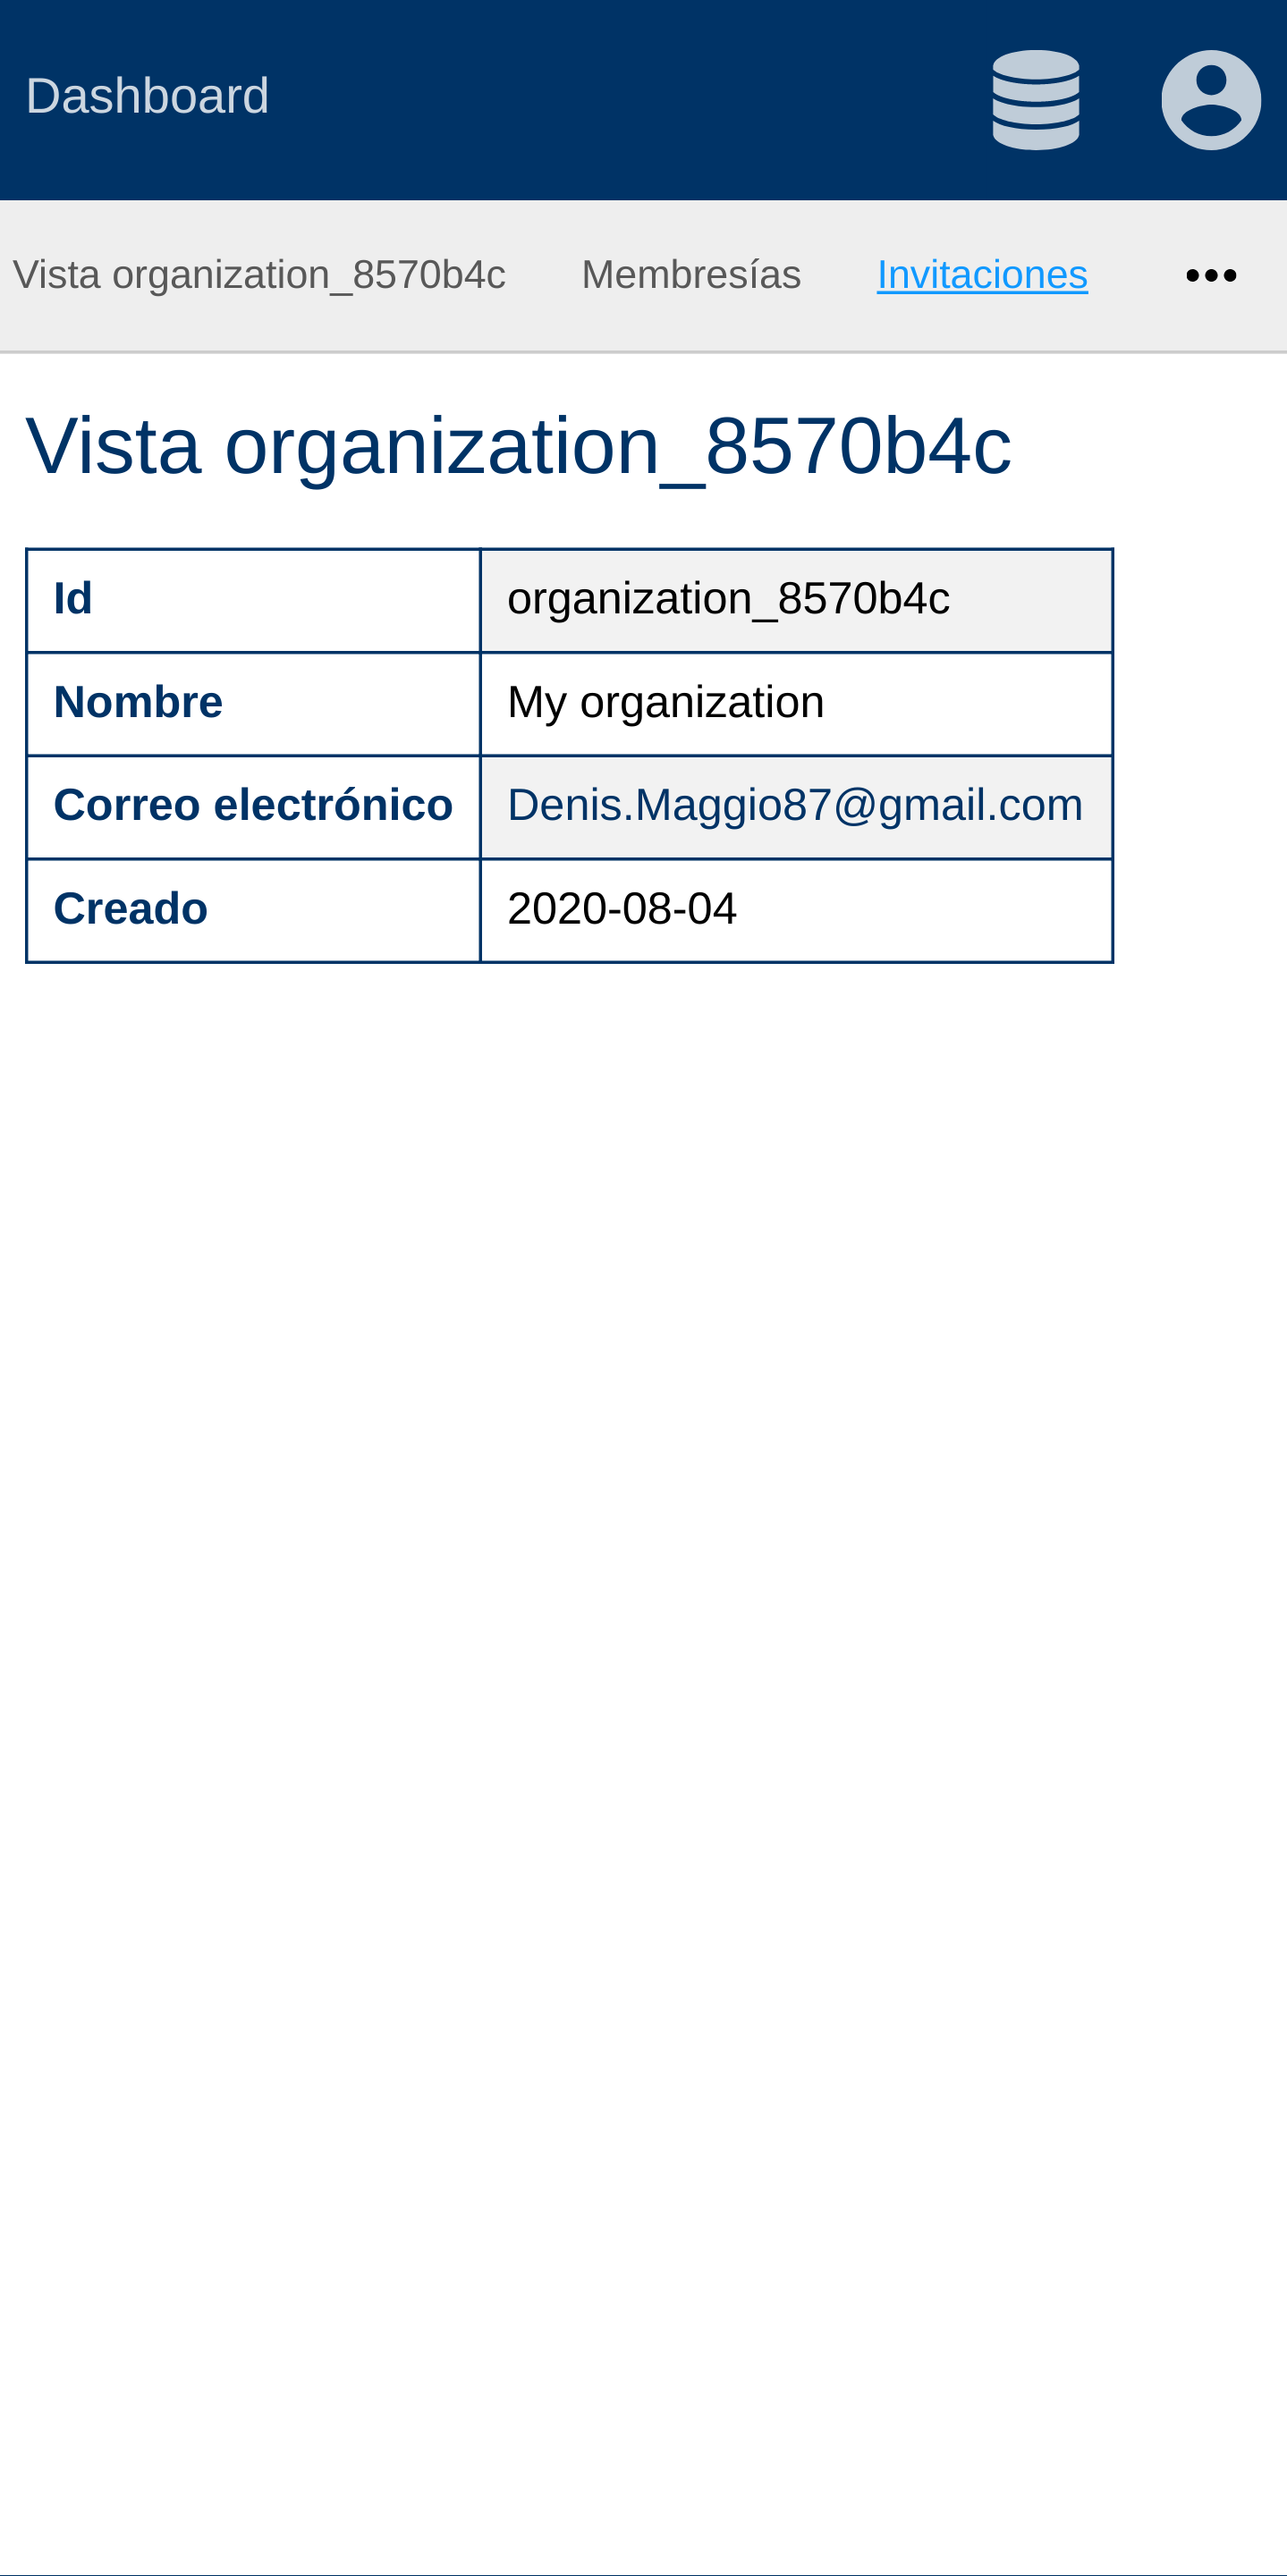 Dashboard
Vista organization_8570b4c Membresías Invitaciones •••
Vista organization_8570b4c
Id organization_8570b4c
Nombre My organization
Correo electrónico Denis.Maggio87@gmail.com
Creado 2020-08-04